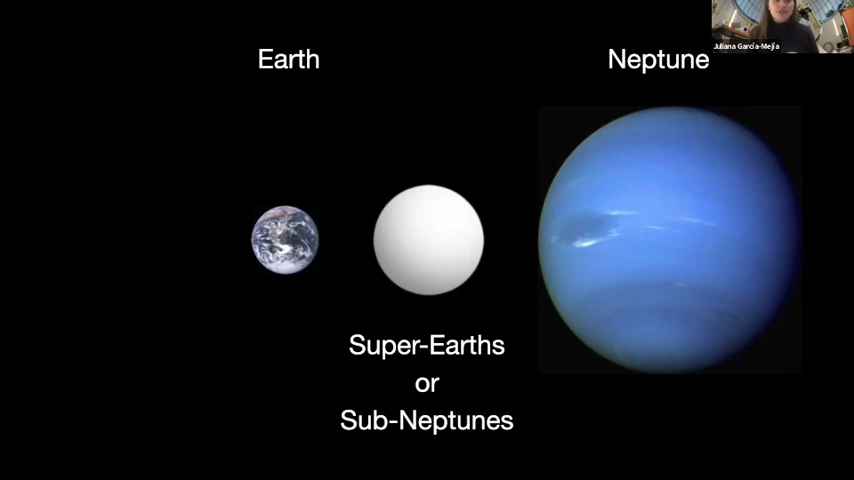 Juliana García-Mejía
Earth
Neptune
Super-Earths
or
Sub-Neptunes